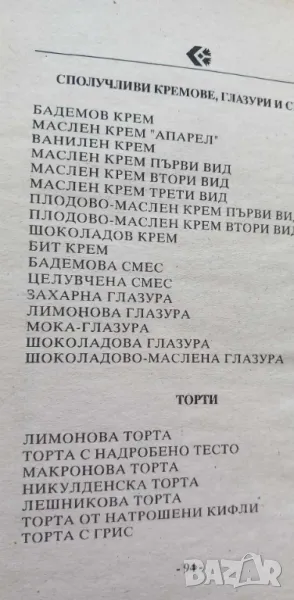 СПОЛУЧЛИВИ КРЕМОВЕ, ГЛАЗУРИ И С
БАДЕМОВ КРЕМ
МАСЛЕН КРЕМ "АПАРЕЛ"
ВАНИЛЕН КРЕМ
МАСЛЕН КРЕМ ПЪРВИ ВИД
МАСЛЕН КРЕМ ВТОРИ ВИД
МАСЛЕН КРЕМ ТРЕТИ ВИД
ПЛОДОВО-МАСЛЕН КРЕМ ПЪРВИ ВИД
ПЛОДОВО-МАСЛЕН КРЕМ ВТОРИ ВИД
ШОКОЛАДОВ КРЕМ
БИТ КРЕМ
БАДЕМОВА СМЕС
ЦЕЛУВЧЕНА СМЕС
ЗАХАРНА ГЛАЗУРА
ЛИМОНОВА ГЛАЗУРА
МОКА-ГЛАЗУРА
ШОКОЛАДОВА ГЛАЗУРА
ШОКОЛАДОВО-МАСЛЕНА ГЛАЗУРА
ТОРТИ
ЛИМОНОВА ТОРТА
ТОРТА С НАДРОБЕНО ТЕСТО
МАКРОНОВА ТОРТА
НИКУЛДЕНСКА ТОРТА
ЛЕШНИКОВА ТОРТА
ТОРТА ОТ НАТРОШЕНИ КИФЛИ
ТОРТА С ГРИС
- 94 -
BAZAR